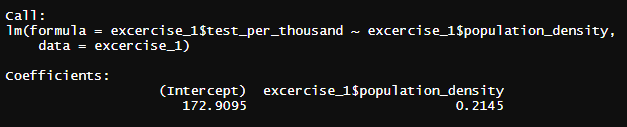 Call:
lm(formula = excercise_1$test_per_thousand ~ excercise_1$population_density,
    data = excercise_1)
Coefficients:
                   (Intercept)  excercise_1$population_density
                      172.9095                          0.2145